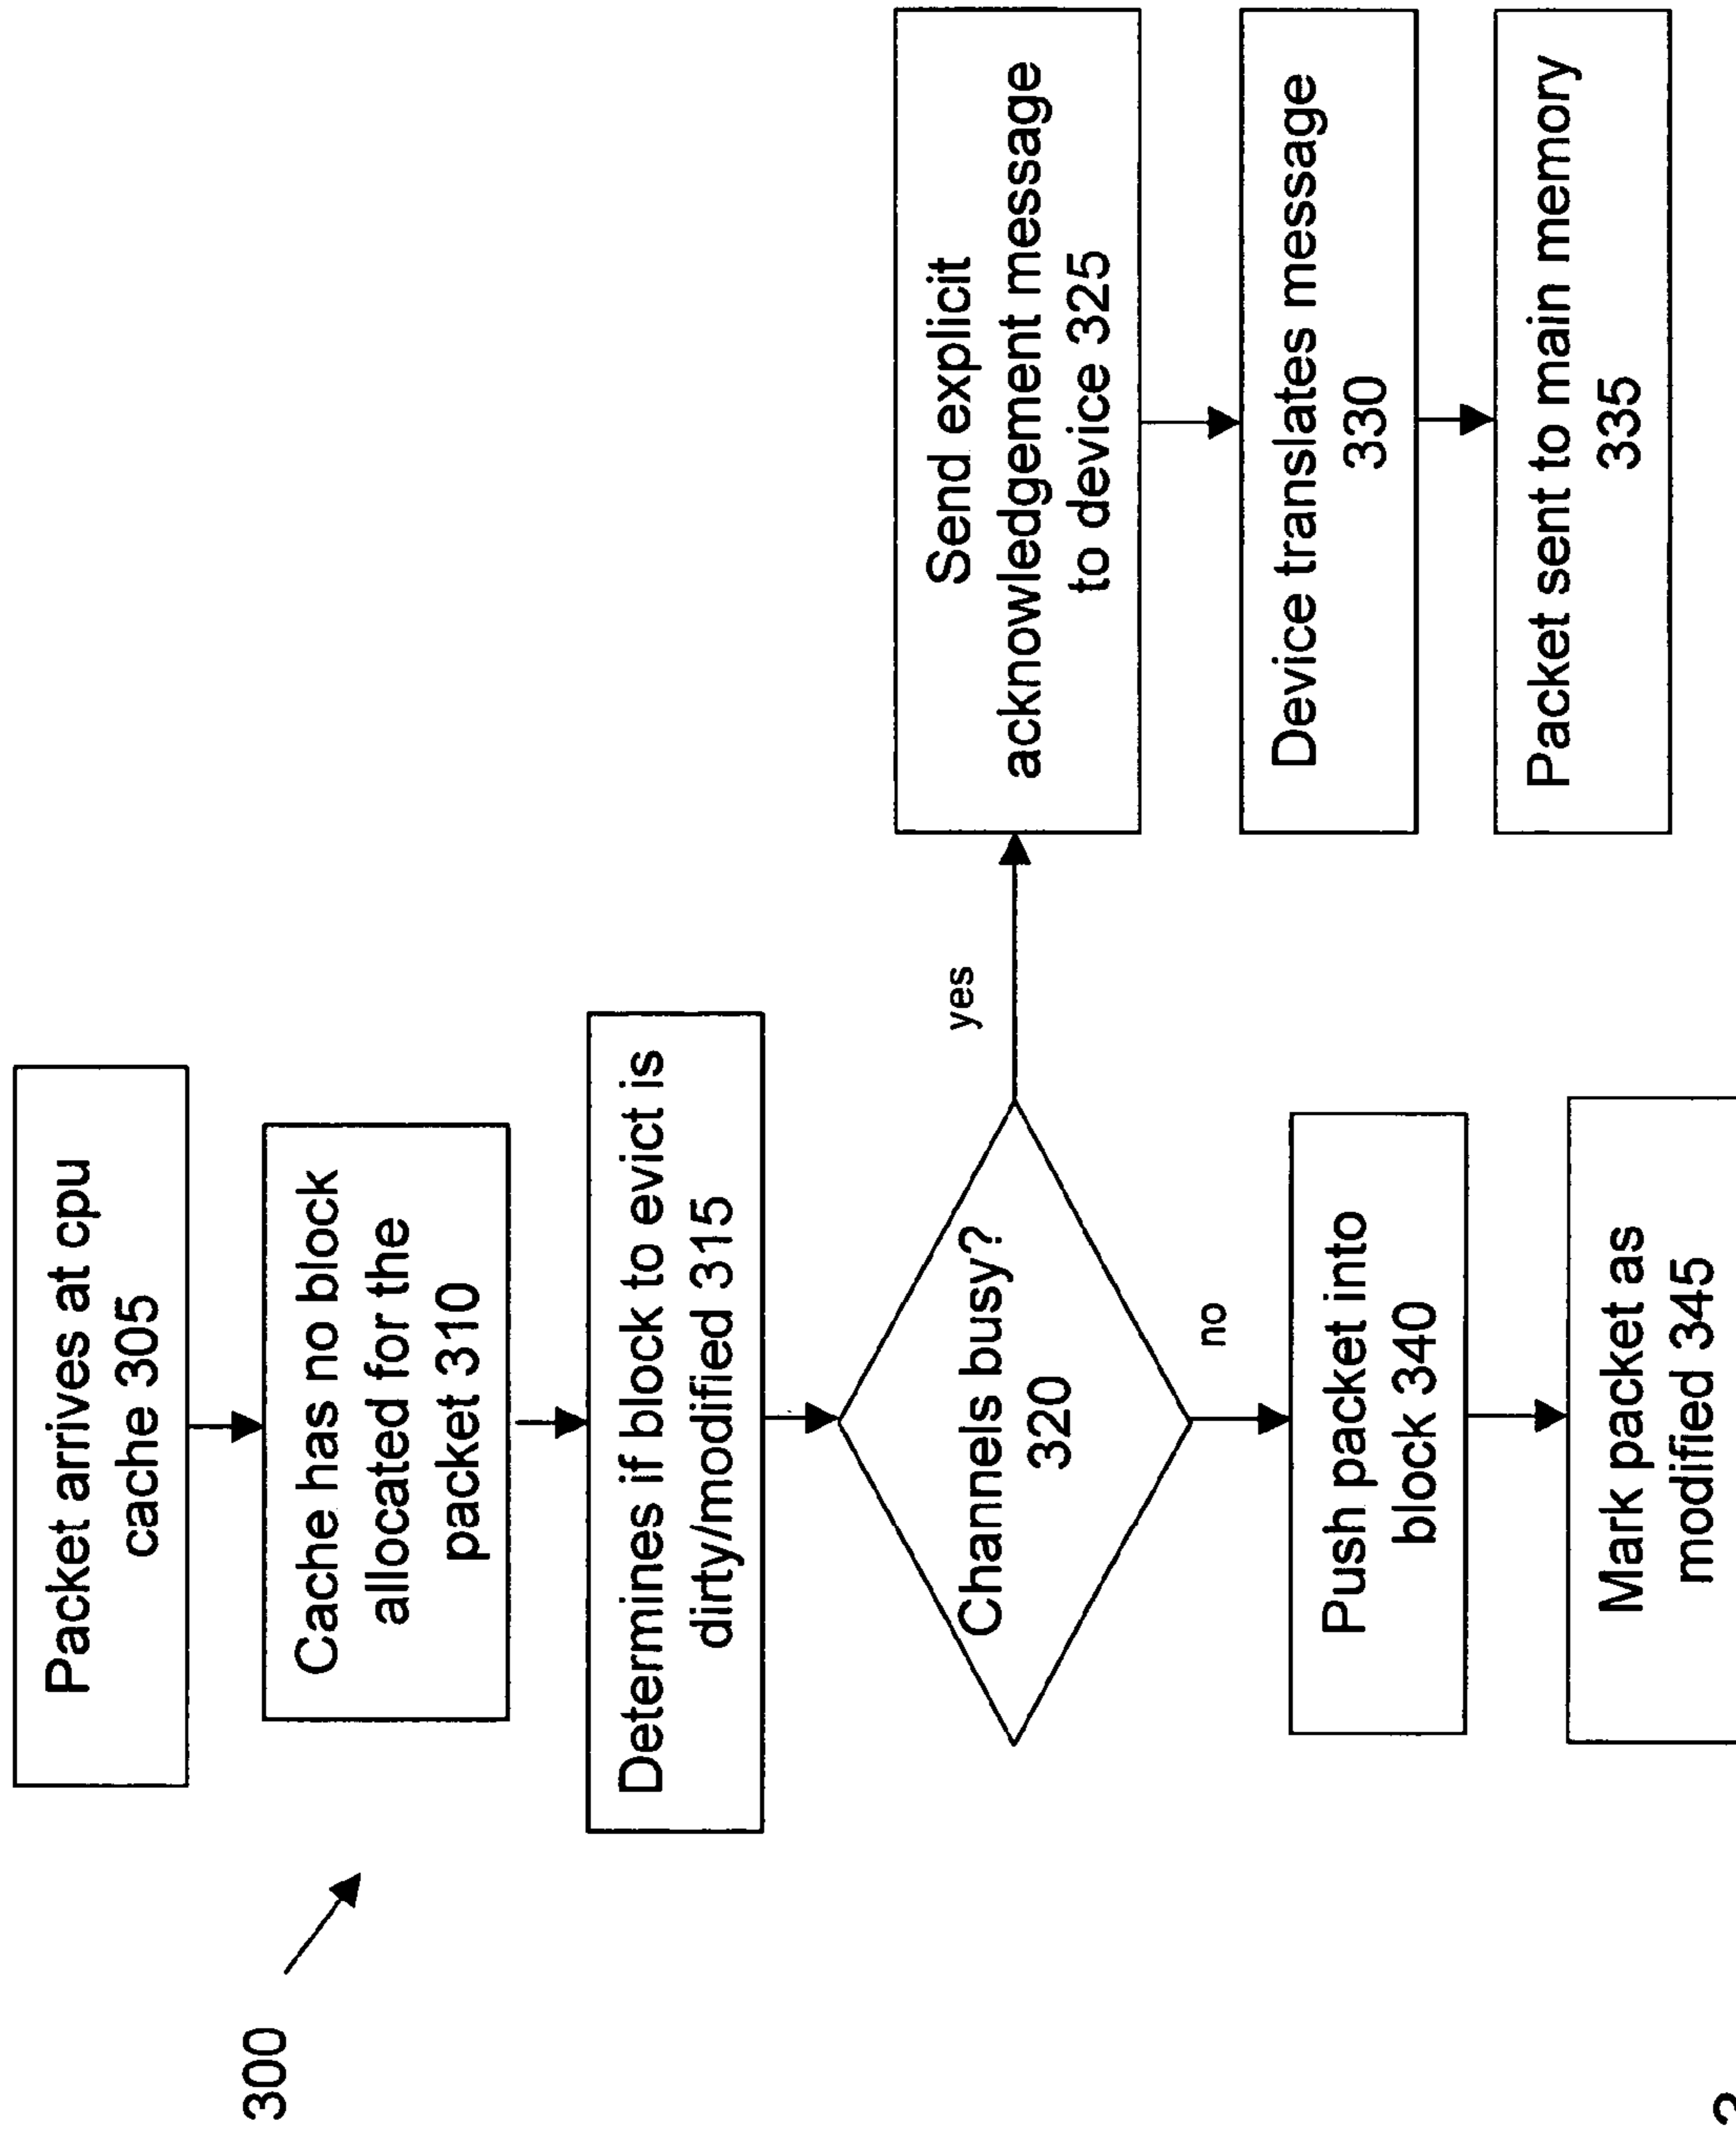 300
Packet arrives at cpu
cache 305
Cache has no block
allocated for the
packet 310
Determines if block to evict is
dirty/modified 315
Channels busy?
320
yes
no
Send explicit
acknowledgement message
to device 325
Device translates message
330
Packet sent to main memory
335
Push packet into
block 340
Mark packet as
modified 345